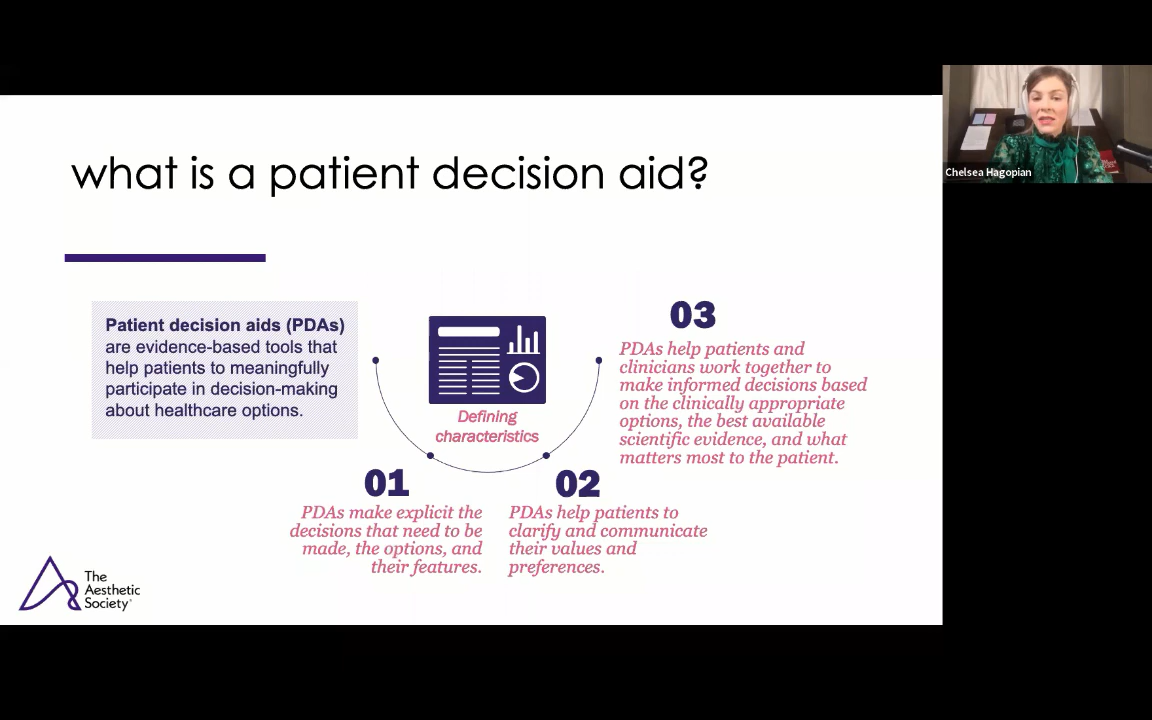 what is a patient decision aid?
Patient decision aids (PDAs)
are evidence-based tools that
help patients to meaningfully
participate in decision-making
about healthcare options.
Defining
characteristics
01
PDAs make explicit the
decisions that need to be
made, the options, and
their features.
02
PDAs help patients to
clarify and communicate
their values and
preferences.
03
PDAs help patients and
clinicians work together to
make informed decisions based
on the clinically appropriate
options, the best available
scientific evidence, and what
matters most to the patient.
The
Aesthetic
Society
Chelsea Hagopian